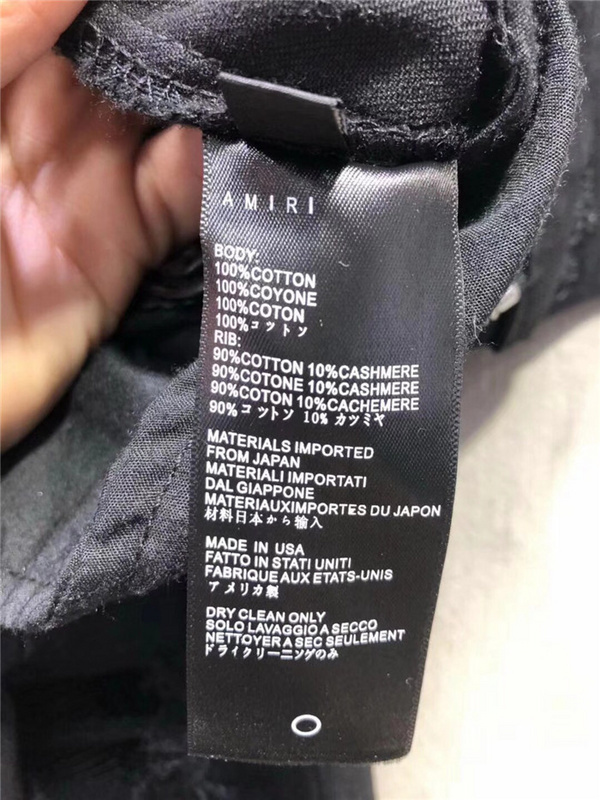 AMIRI
BODY:
100%COTTON
100%COYONE
100%COTON
100%コットン
RIB:
90%COTTON 10%CASHMERE
90%COTONE 10%CASHMERE
90%COTON 10%CACHEMERE
90%コットン 10% カツミヤ
MATERIALS IMPORTED
FROM JAPAN
MATERIALI IMPORTATI
DAL GIAPPONE
MATERIAUXIMPORTES DU JAPON
材料日本から输入
MADE IN USA
FATTO IN STATI UNITI
FABRIQUE AUX ETATS-UNIS
アメリカ製
DRY CLEAN ONLY
SOLO LAVAGGIO A SECCO
NETTOYER A SEC SEULEMENT
ドライクリーニングのみ